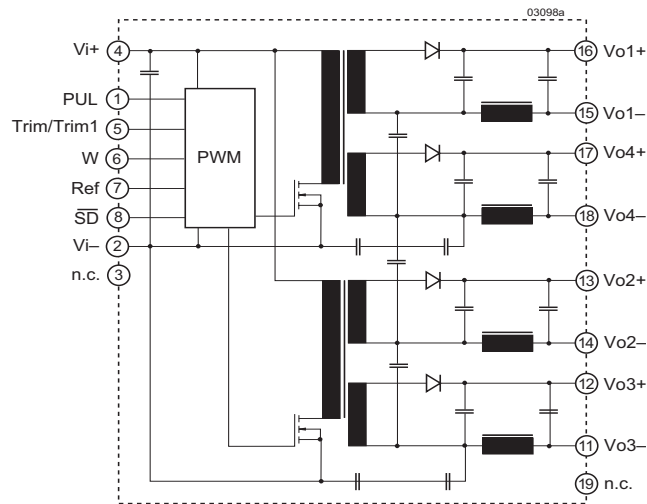 03098a
Vi+ 4
PUL 1
Trim/Trim1 5
W 6
Ref 7
SD 8
Vi– 2
n.c. 3
PWM
16 Vo1+
15 Vo1–
17 Vo4+
18 Vo4–
13 Vo2+
14 Vo2–
12 Vo3+
11 Vo3–
19 n.c.